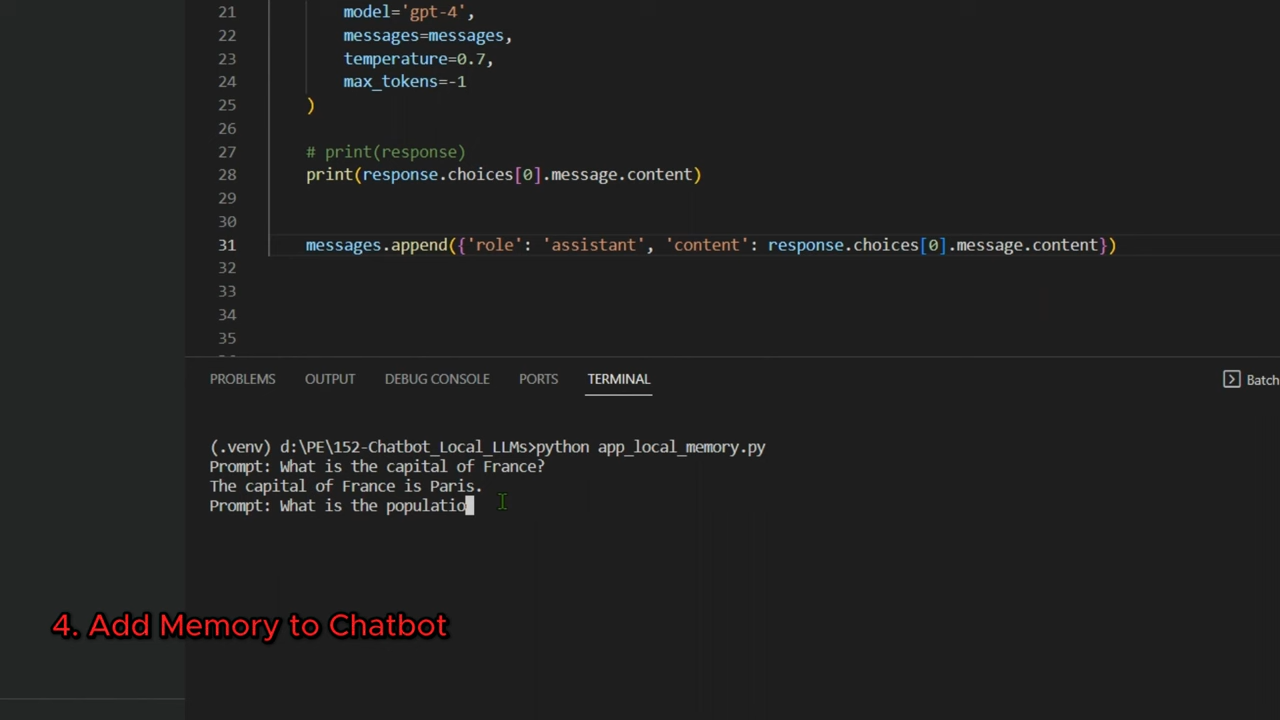 21 model='gpt-4',
22 messages=messages,
23 temperature=0.7,
24 max_tokens=-1
25 )
26
27 # print(response)
28 print(response.choices[0].message.content)
29
30
31 messages.append({'role': 'assistant', 'content': response.choices[0].message.content})
32
33
34
35
PROBLEMS OUTPUT DEBUG CONSOLE PORTS TERMINAL Batch
(.venv) d:\PE\152-Chatbot_Local_LLMs>python app_local_memory.py
Prompt: What is the capital of France?
The capital of France is Paris.
Prompt: What is the populatio
4. Add Memory to Chatbot